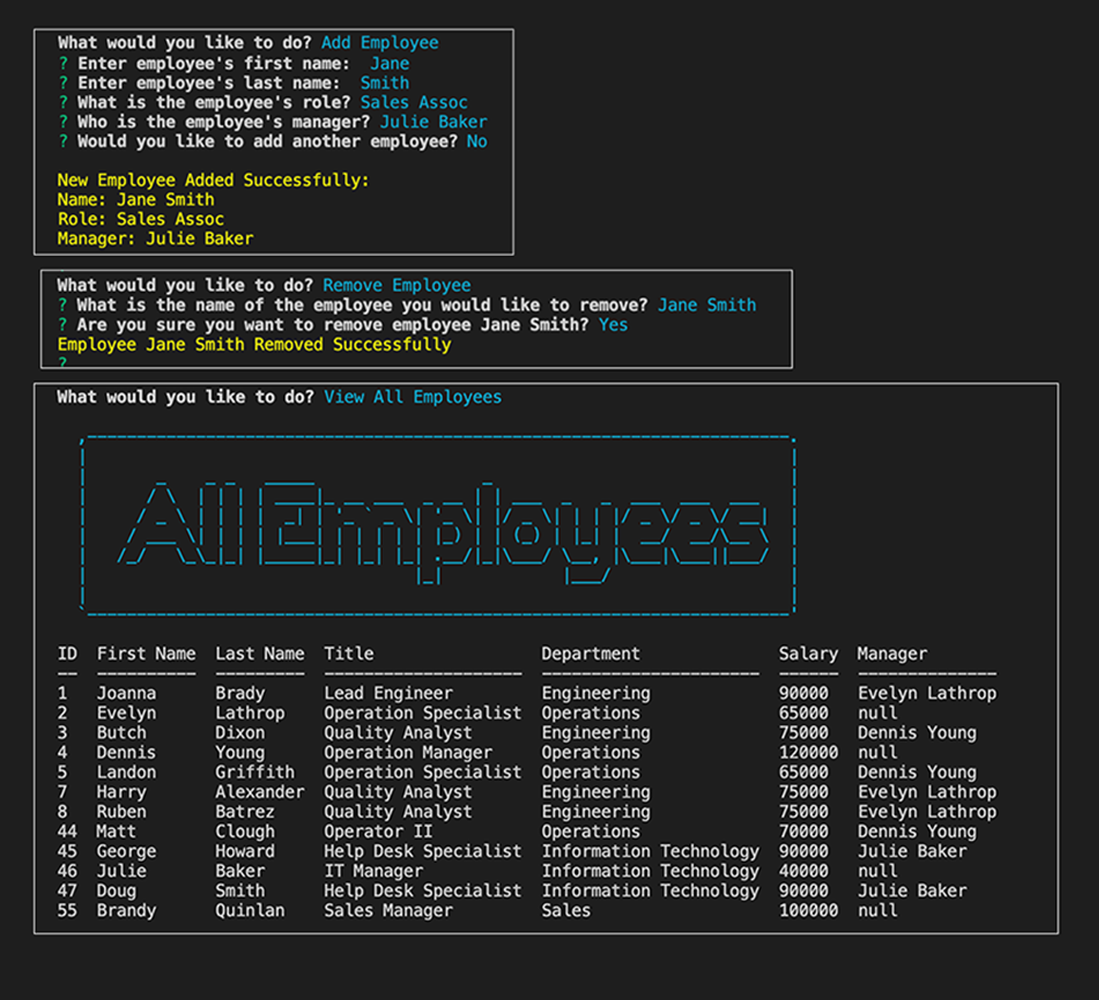 What would you like to do? Add Employee
? Enter employee's first name:  Jane
? Enter employee's last name:  Smith
? What is the employee's role? Sales Assoc
? Who is the employee's manager? Julie Baker
? Would you like to add another employee? No
New Employee Added Successfully:
Name: Jane Smith
Role: Sales Assoc
Manager: Julie Baker
What would you like to do? Remove Employee
? What is the name of the employee you would like to remove? Jane Smith
? Are you sure you want to remove employee Jane Smith? Yes
Employee Jane Smith Removed Successfully
?
What would you like to do? View All Employees
All Employees
ID  First Name  Last Name  Title                 Department              Salary  Manager
1   Joanna      Brady      Lead Engineer         Engineering             90000   Evelyn Lathrop
2   Evelyn      Lathrop    Operation Specialist  Operations              65000   null
3   Butch       Dixon      Quality Analyst       Engineering             75000   Dennis Young
4   Dennis      Young      Operation Manager     Operations              120000  null
5   Landon      Griffith   Operation Specialist  Operations              65000   Dennis Young
7   Harry       Alexander  Quality Analyst       Engineering             75000   Evelyn Lathrop
8   Ruben       Batrez     Quality Analyst       Engineering             75000   Evelyn Lathrop
44  Matt        Clough     Operator II           Operations              70000   Dennis Young
45  George      Howard     Help Desk Specialist  Information Technology  90000   Julie Baker
46  Julie       Baker      IT Manager            Information Technology  40000   null
47  Doug        Smith      Help Desk Specialist  Information Technology  90000   Julie Baker
55  Brandy      Quinlan    Sales Manager         Sales                   100000  null